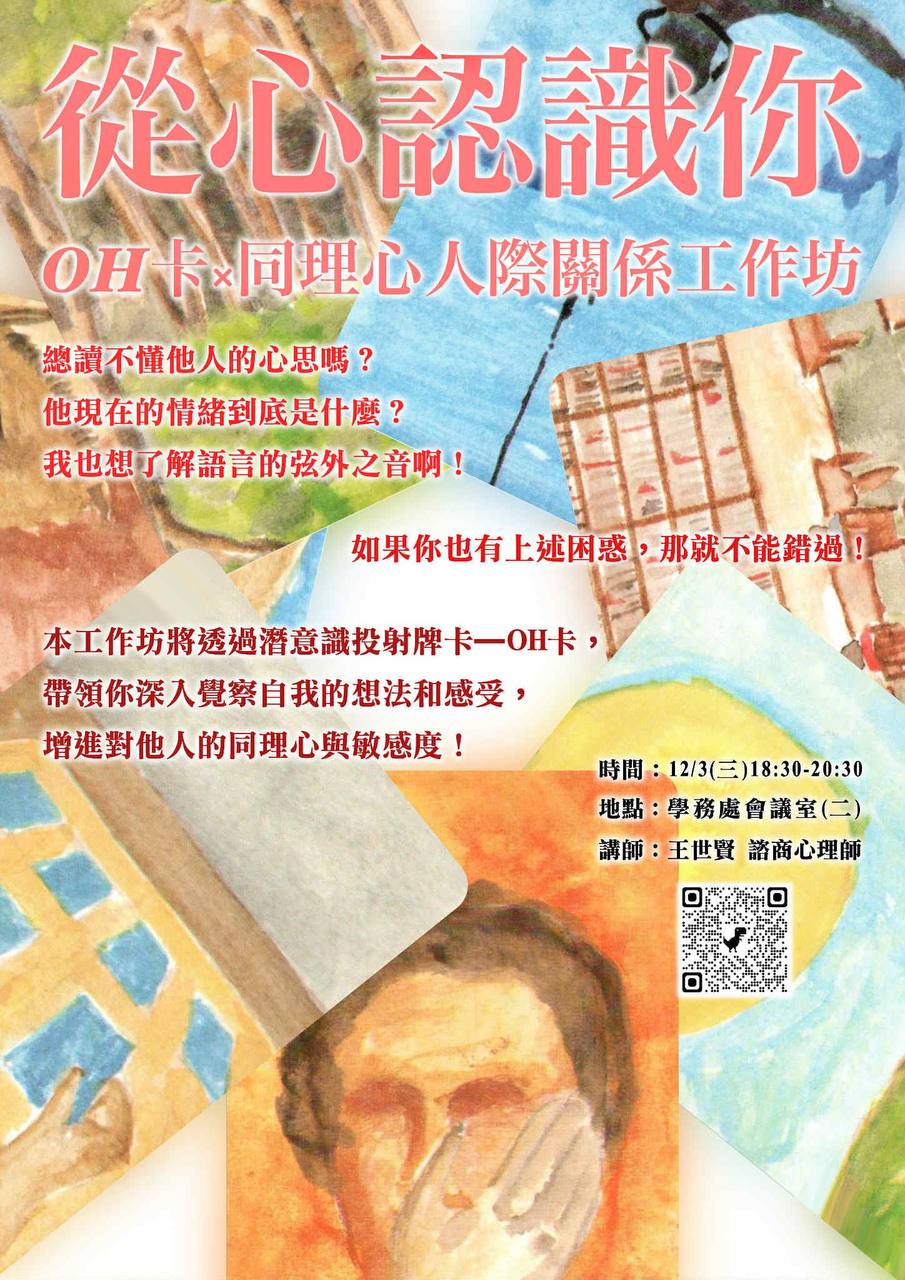 從心認識你
OH卡×同理心人際關係工作坊
總讀不懂他人的心思嗎？
他現在的情緒到底是什麼？
我也想了解語言的弦外之音啊！
如果你也有上述困惑，那就不能錯過！
本工作坊將透過潛意識投射牌卡—OH卡，
帶領你深入覺察自我的想法和感受，
增進對他人的同理心與敏感度！
時間：12/3(三)18:30-20:30
地點：學務處會議室(二)
講師：王世賢 諮商心理師